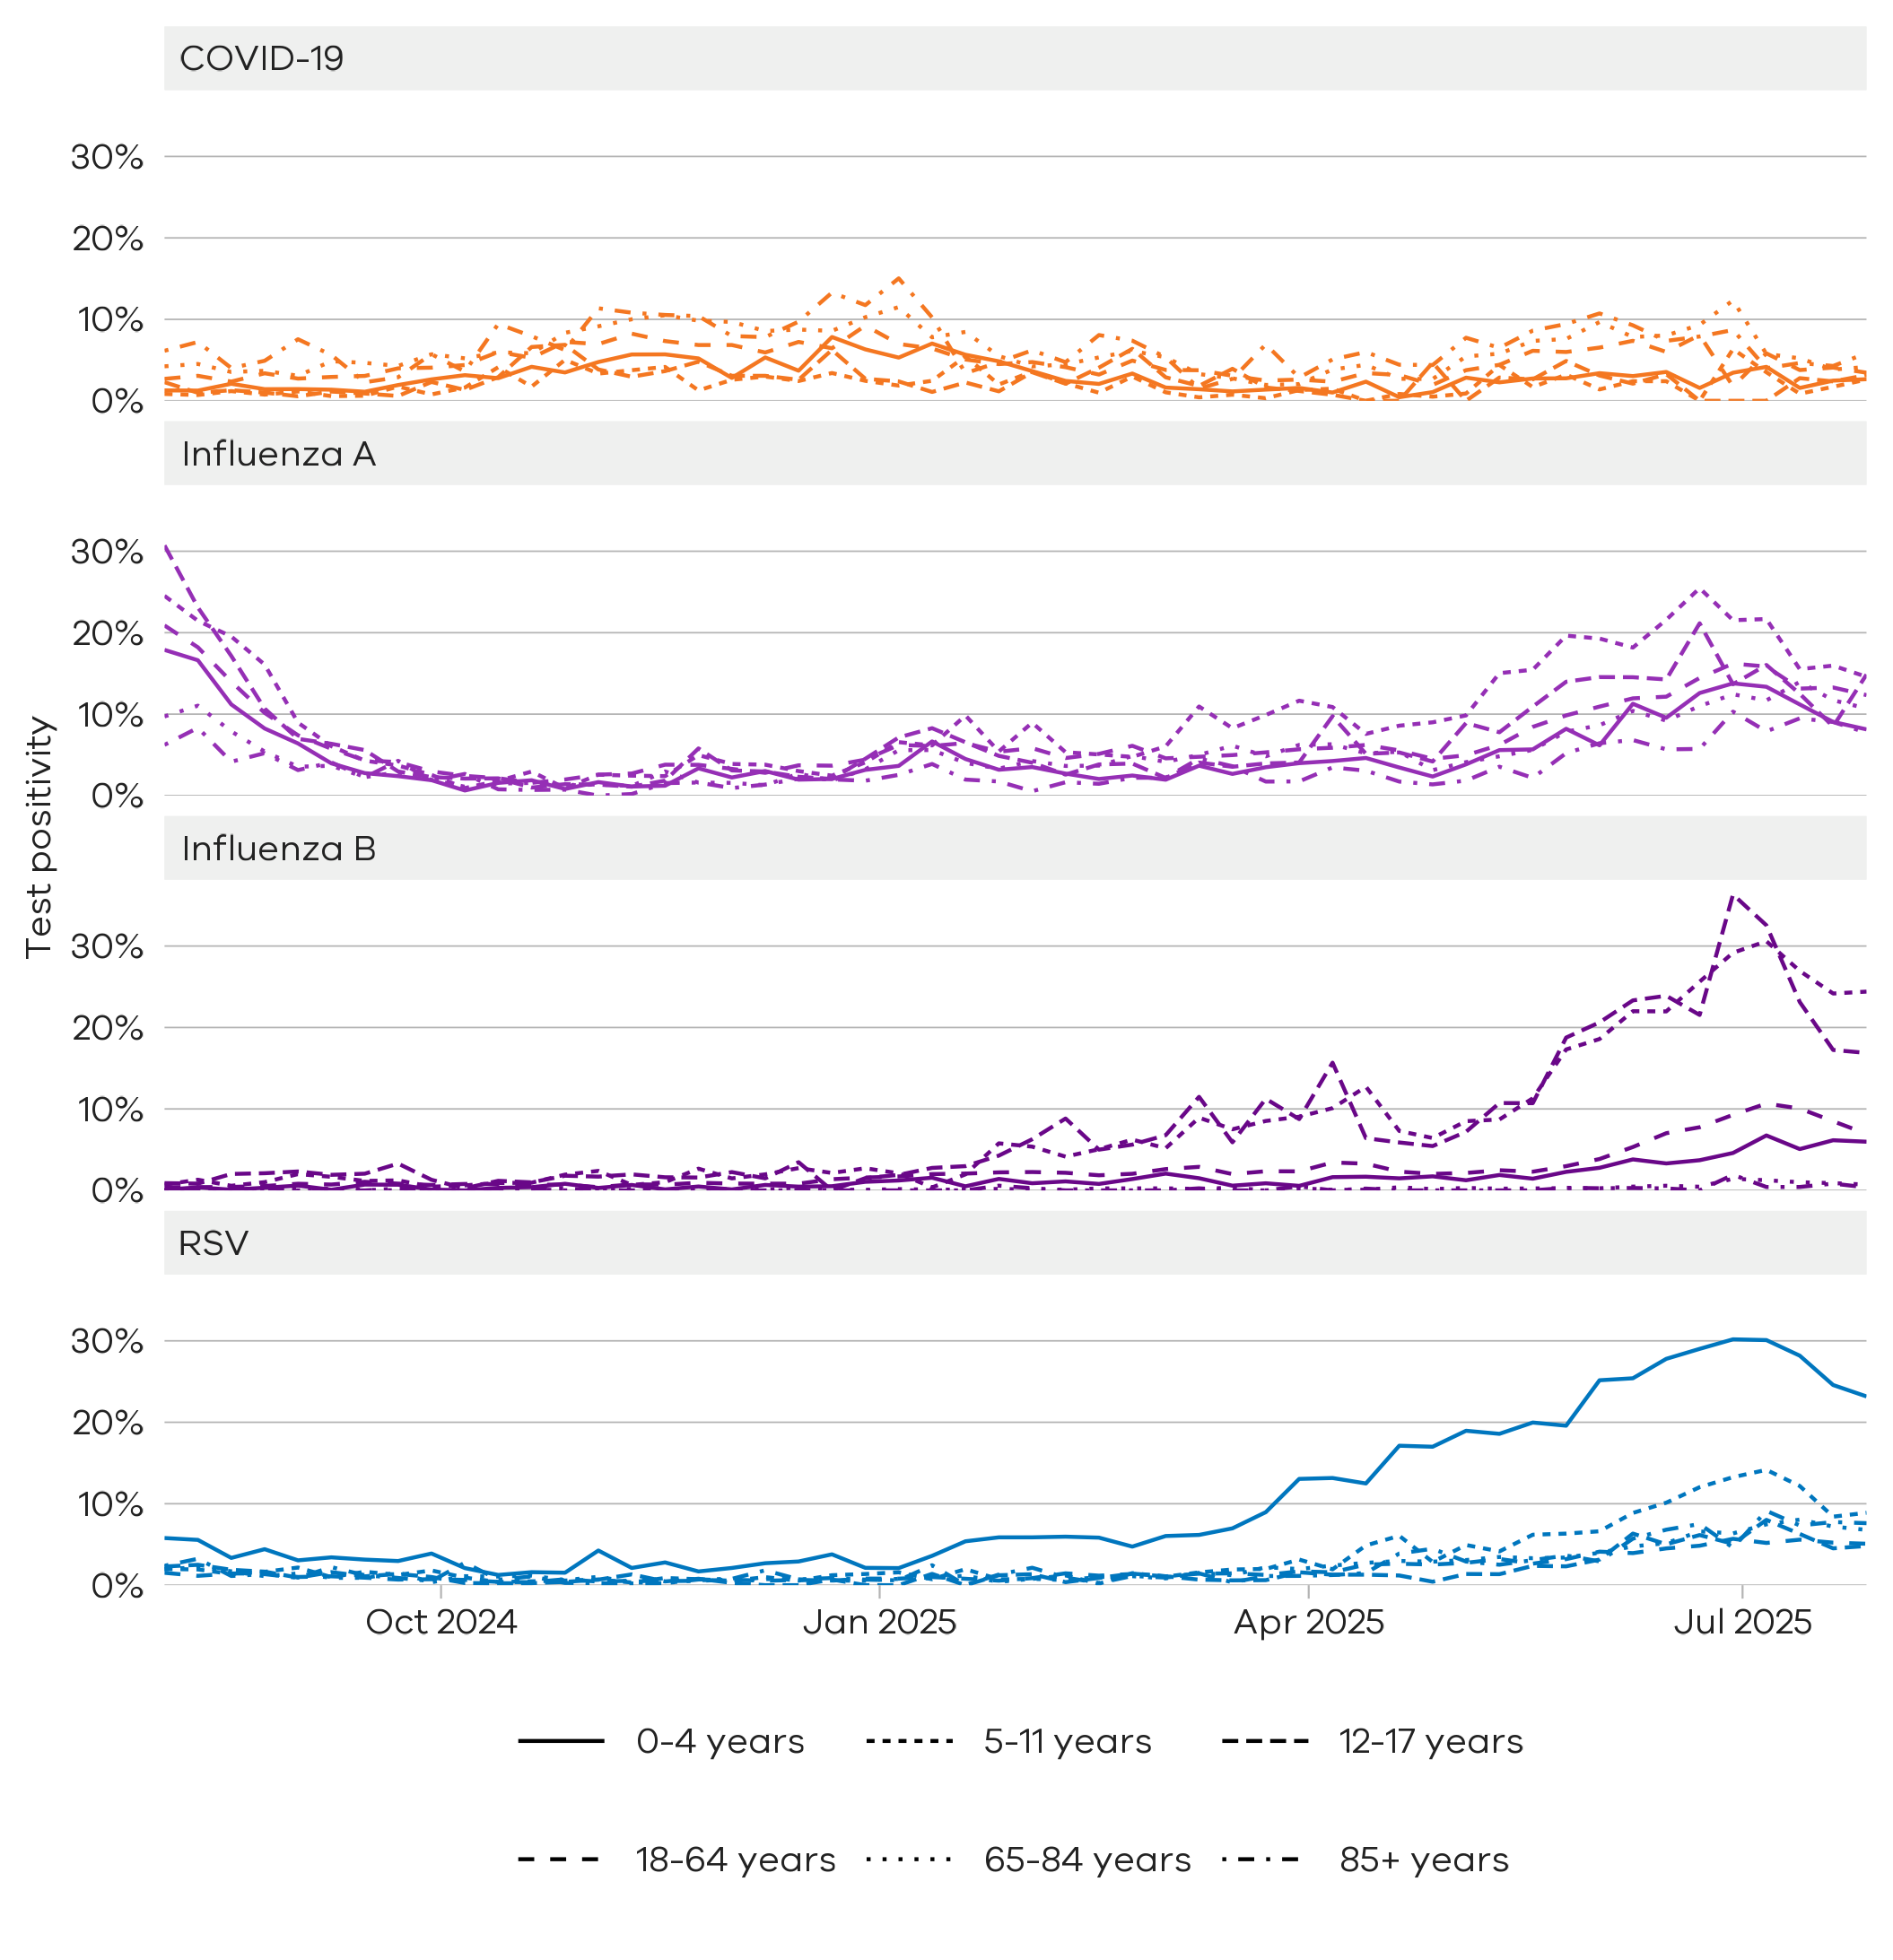 COVID-19
30%
20%
10%
0%
Influenza A
30%
20%
10%
0%
Influenza B
30%
20%
10%
0%
RSV
30%
20%
10%
0%
Test positivity
Oct 2024 Jan 2025 Apr 2025 Jul 2025
0-4 years 5-11 years 12-17 years
18-64 years 65-84 years 85+ years